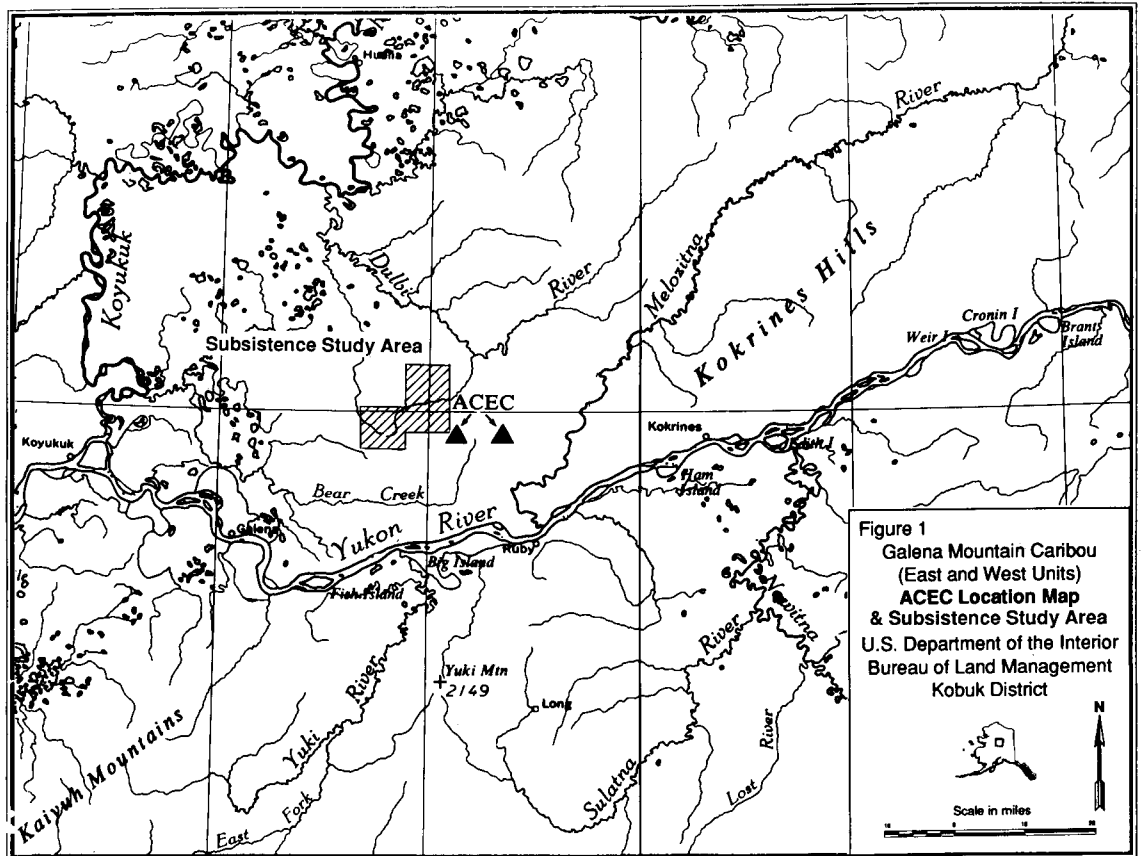 Huslia
River
Koyukuk
Dulbi
River
Melozitna
Kokrines Hills
Subsistence Study Area
Cronin I
Weir I
Brants
Island
ACEC
Koyukuk
Kokrines
Edith I
Ham
Island
Bear Creek
Yukon River
Galena
Ruby
Big Island
Fish Island
Nowitna
River
Yuki Mtn
2149
Long
Yuki River
Kaiyuh Mountains
East Fork
Sulatna
Lost River
Figure 1
Galena Mountain Caribou
(East and West Units)
ACEC Location Map
& Subsistence Study Area
U.S. Department of the Interior
Bureau of Land Management
Kobuk District
N
Scale in miles